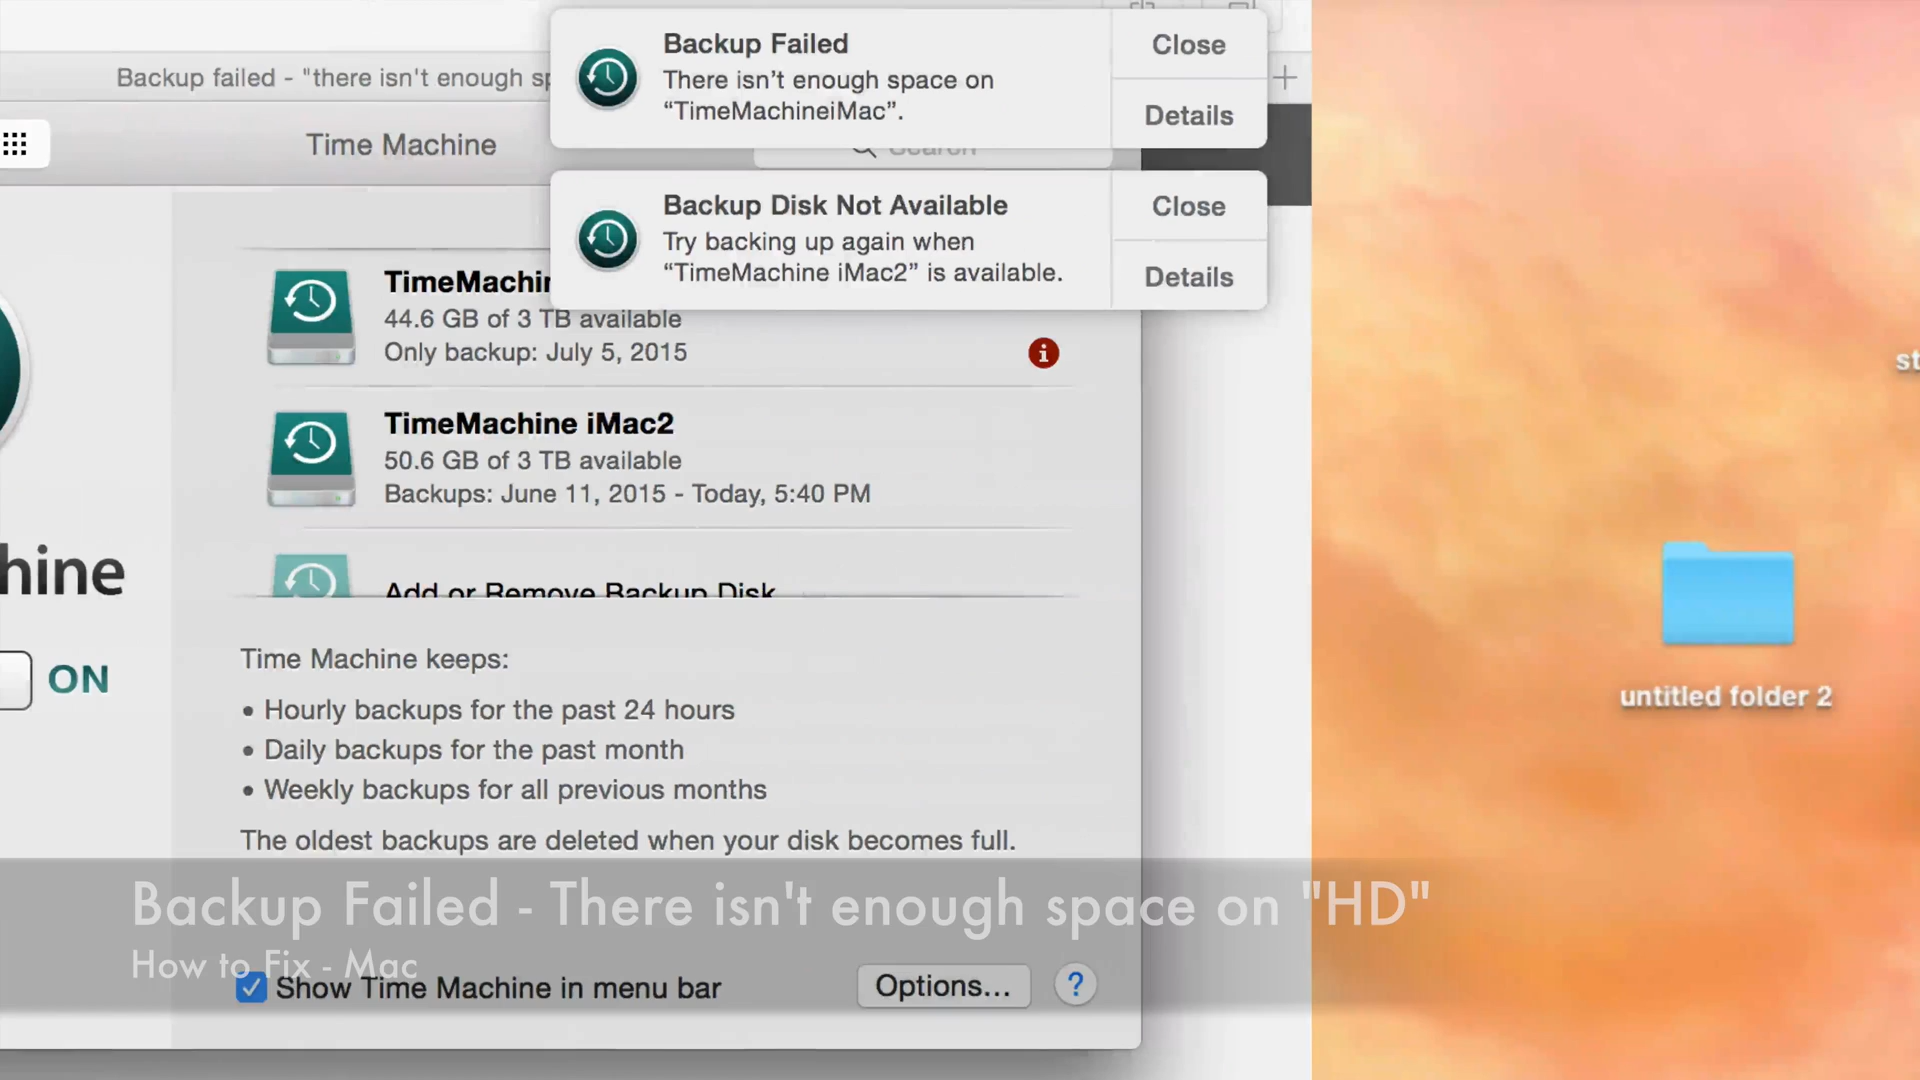 Backup failed - "there isn't enough sp
Time Machine
Backup Failed
There isn't enough space on
“TimeMachineiMac”.
Close
Details
Search
Backup Disk Not Available
Try backing up again when
“TimeMachine iMac2” is available.
Close
Details
TimeMachin
44.6 GB of 3 TB available
Only backup: July 5, 2015
TimeMachine iMac2
50.6 GB of 3 TB available
Backups: June 11, 2015 - Today, 5:40 PM
Add or Remove Backup Disk
hine
ON
Time Machine keeps:
• Hourly backups for the past 24 hours
• Daily backups for the past month
• Weekly backups for all previous months
The oldest backups are deleted when your disk becomes full.
Backup Failed - There isn't enough space on "HD"
How to Fix - Mac
Show Time Machine in menu bar
Options...
?
st
untitled folder 2